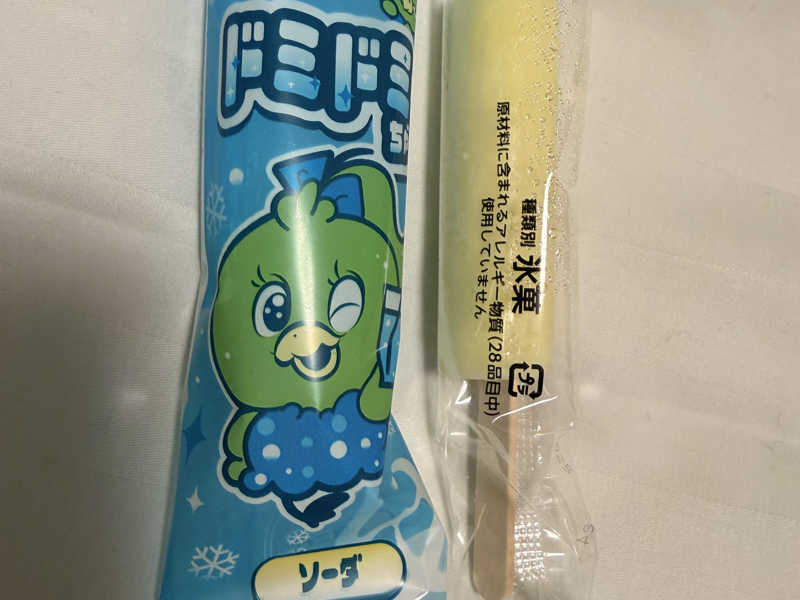 ドミドミ
ソーダ
種類別 氷菓
原材料に含まれるアレルギー物質(28品目中)
使用していません
プラ